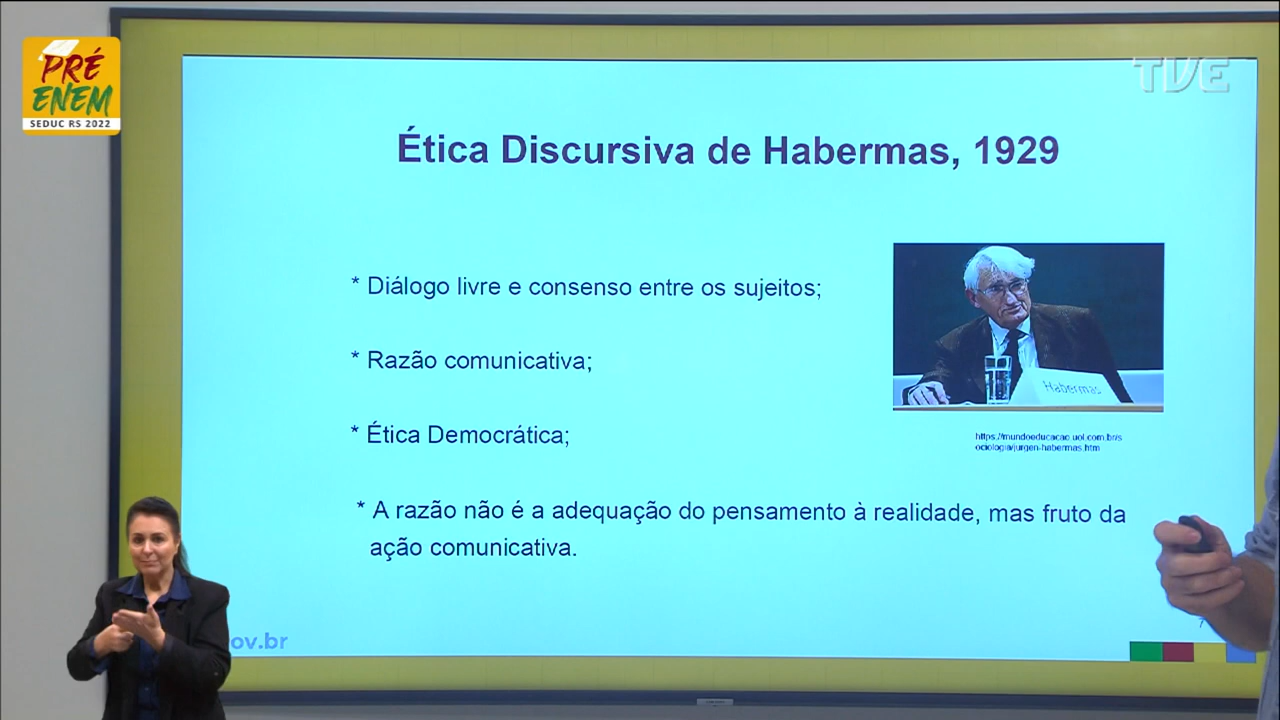 PRÉ
ENEM
SEDUC RS 2022
TVE
Ética Discursiva de Habermas, 1929
* Diálogo livre e consenso entre os sujeitos;
* Razão comunicativa;
* Ética Democrática;
* A razão não é a adequação do pensamento à realidade, mas fruto da
ação comunicativa.
Habermas
https://mundoeducacao.uol.com.br/s
ociologia/jurgen-habermas.htm
ov.br
7